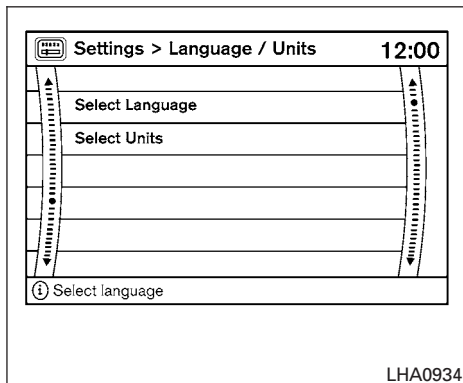 Settings > Language / Units 12:00
Select Language
Select Units
i Select language
LHA0934